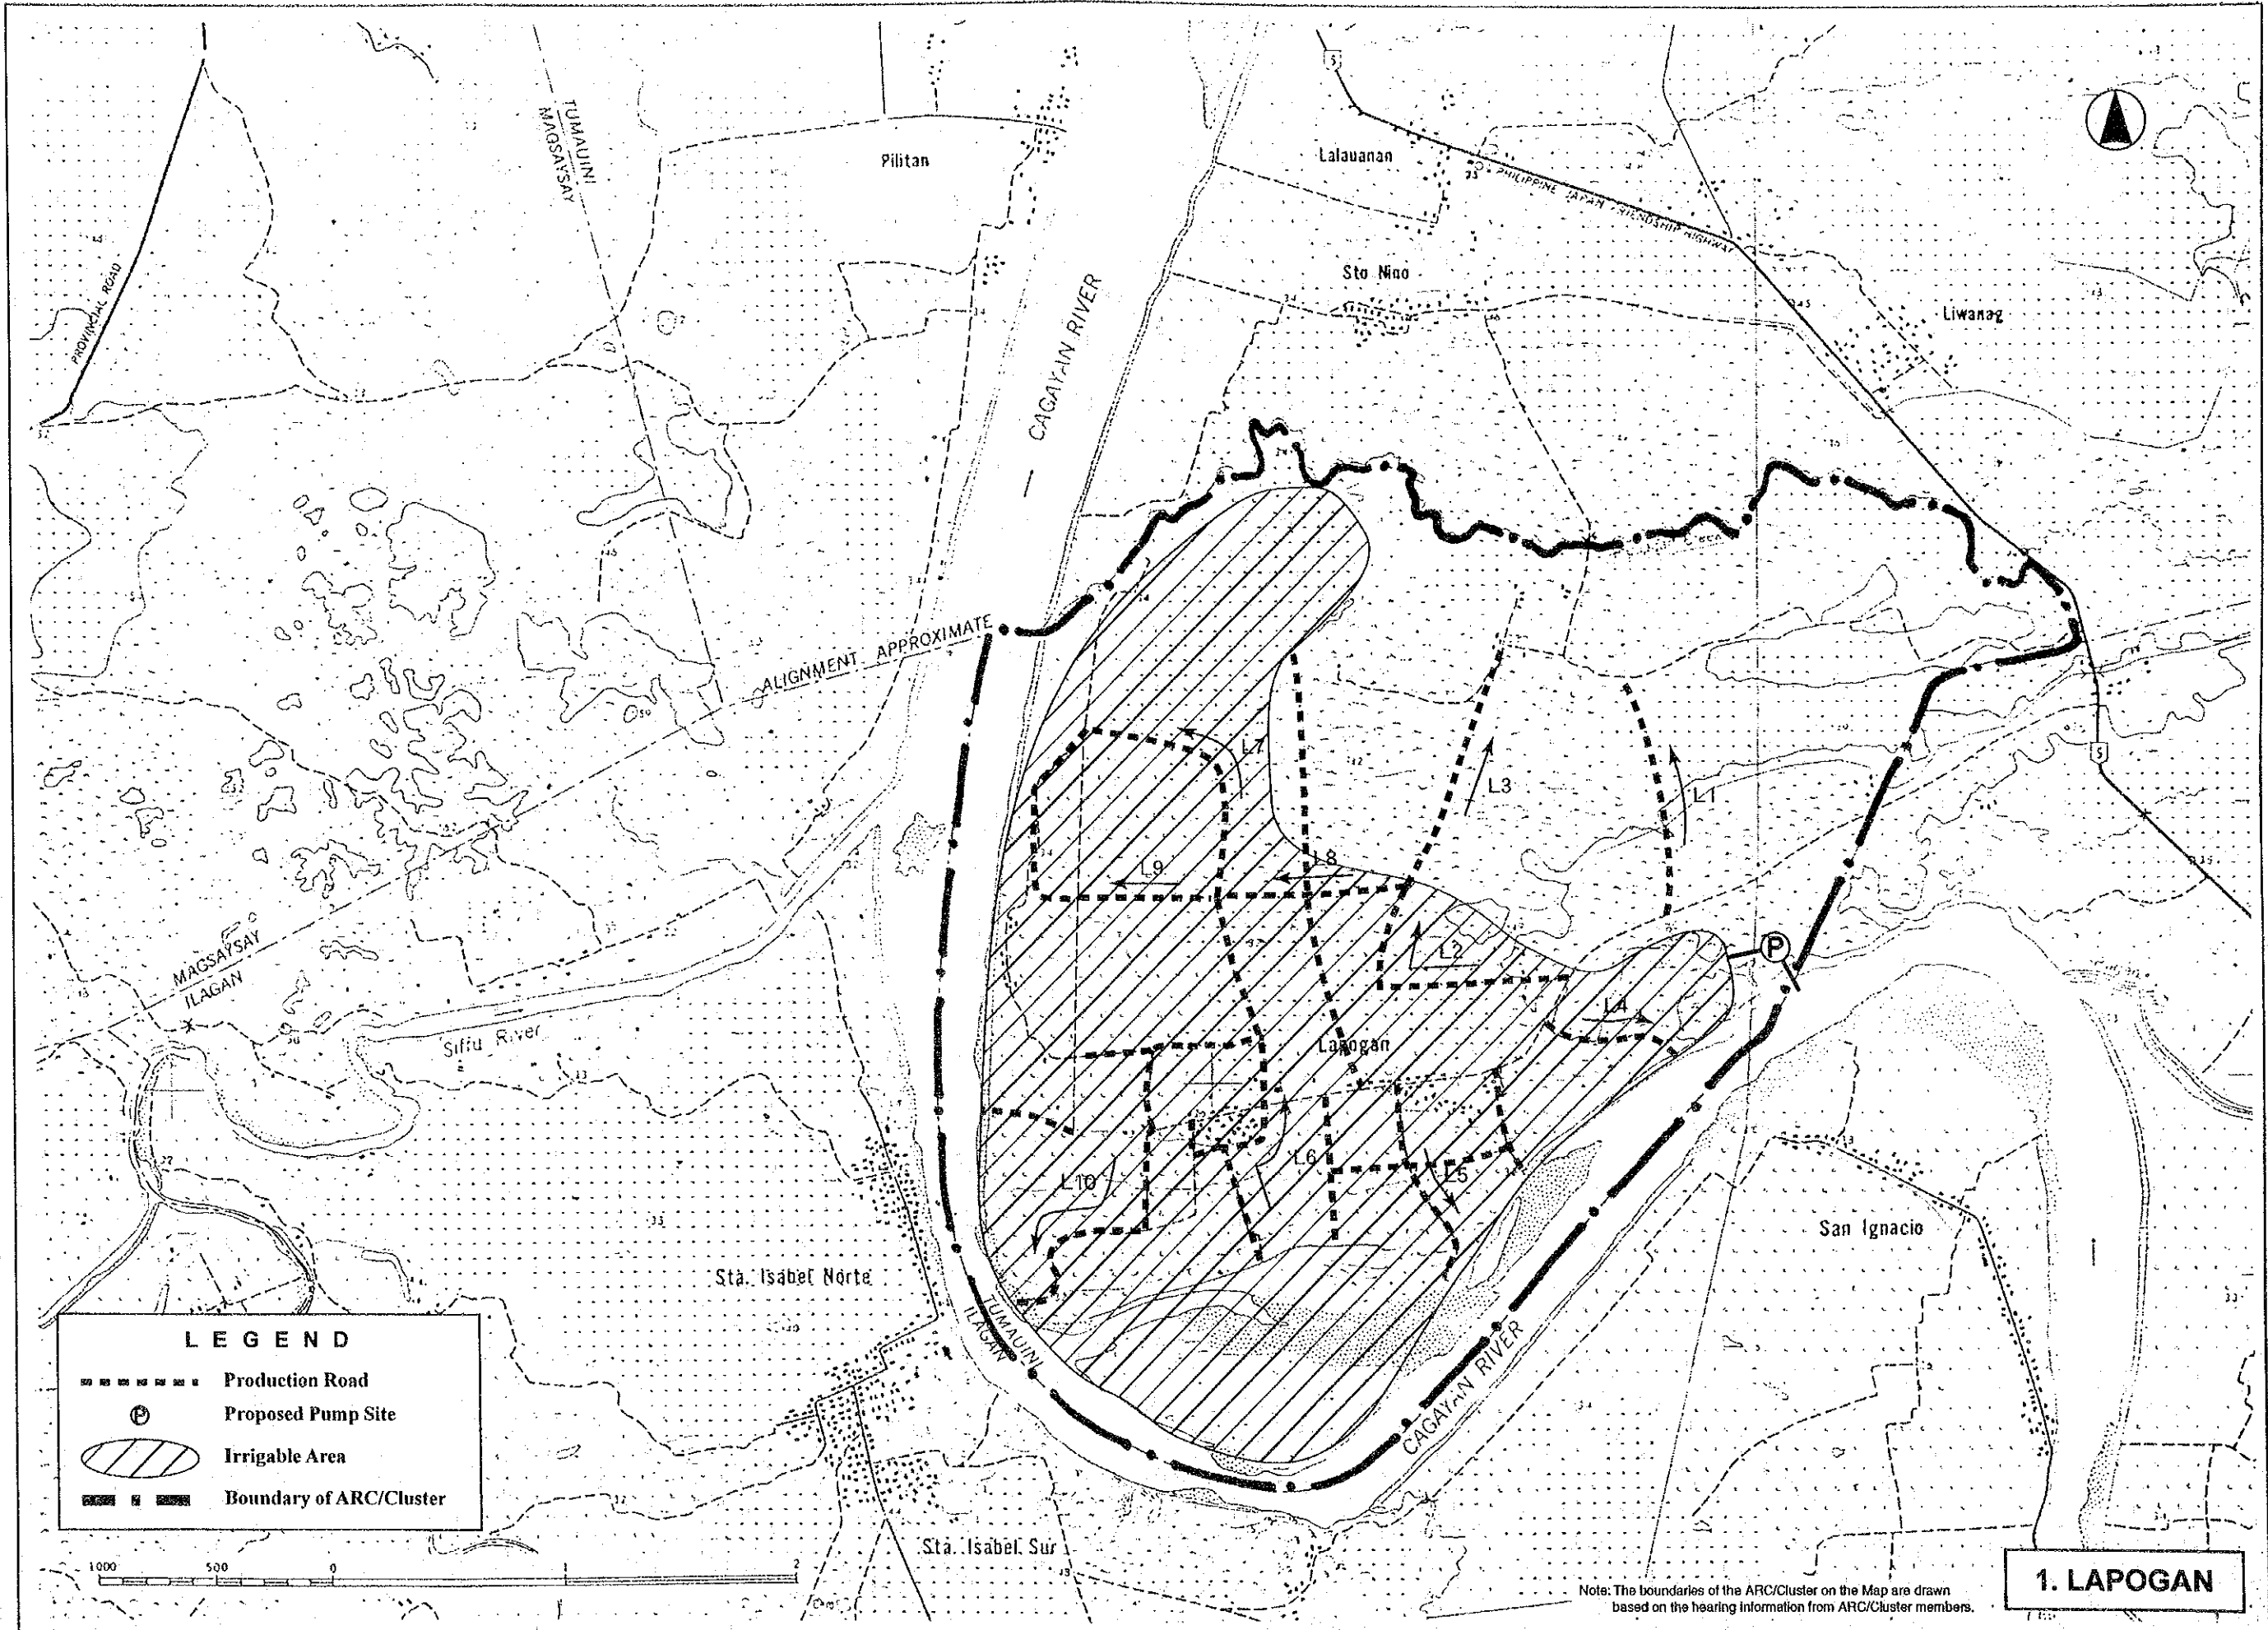 5
TUMAUINI
MAGSAYSAY
Pilitan
Lalauanan
PHILIPPINE JAPAN FRIENDSHIP HIGHWAY
PROVINCIAL ROAD
CAGAYAN RIVER
Sto Nino
Liwanag
ALIGNMENT APPROXIMATE
L7
L3
L1
5
L9
L8
P
L2
L4
MAGSAYSAY
ILAGAN
Siffu River
Lapogan
L10
L6
L5
San Ignacio
Sta. Isabel Norte
TUMAUINI
ILAGAN
CAGAYAN RIVER
LEGEND
Production Road
P Proposed Pump Site
Irrigable Area
Boundary of ARC/Cluster
Sta. Isabel Sur
1000 500 0 1 2
Note: The boundaries of the ARC/Cluster on the Map are drawn
based on the hearing information from ARC/Cluster members.
1. LAPOGAN